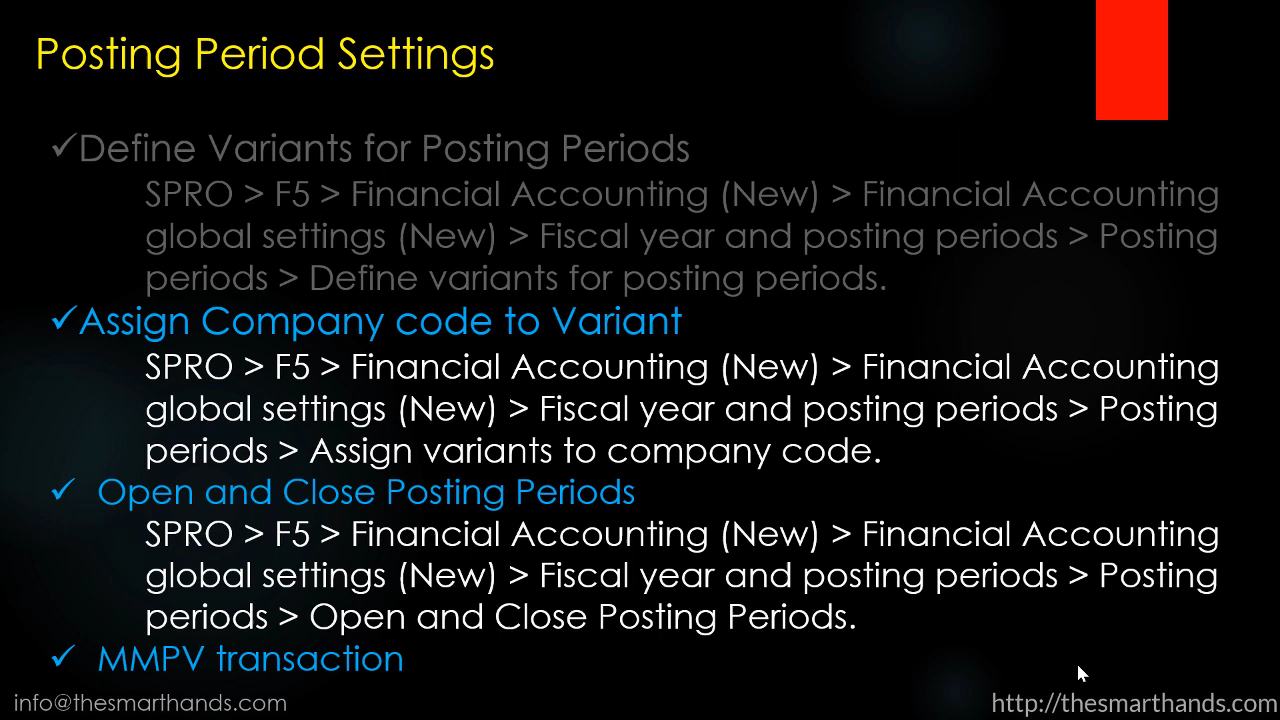 Posting Period Settings
✓Define Variants for Posting Periods
SPRO > F5 > Financial Accounting (New) > Financial Accounting
global settings (New) > Fiscal year and posting periods > Posting
periods > Define variants for posting periods.
✓Assign Company code to Variant
SPRO > F5 > Financial Accounting (New) > Financial Accounting
global settings (New) > Fiscal year and posting periods > Posting
periods > Assign variants to company code.
✓ Open and Close Posting Periods
SPRO > F5 > Financial Accounting (New) > Financial Accounting
global settings (New) > Fiscal year and posting periods > Posting
periods > Open and Close Posting Periods.
✓ MMPV transaction
info@thesmarthands.com
http://thesmarthands.com